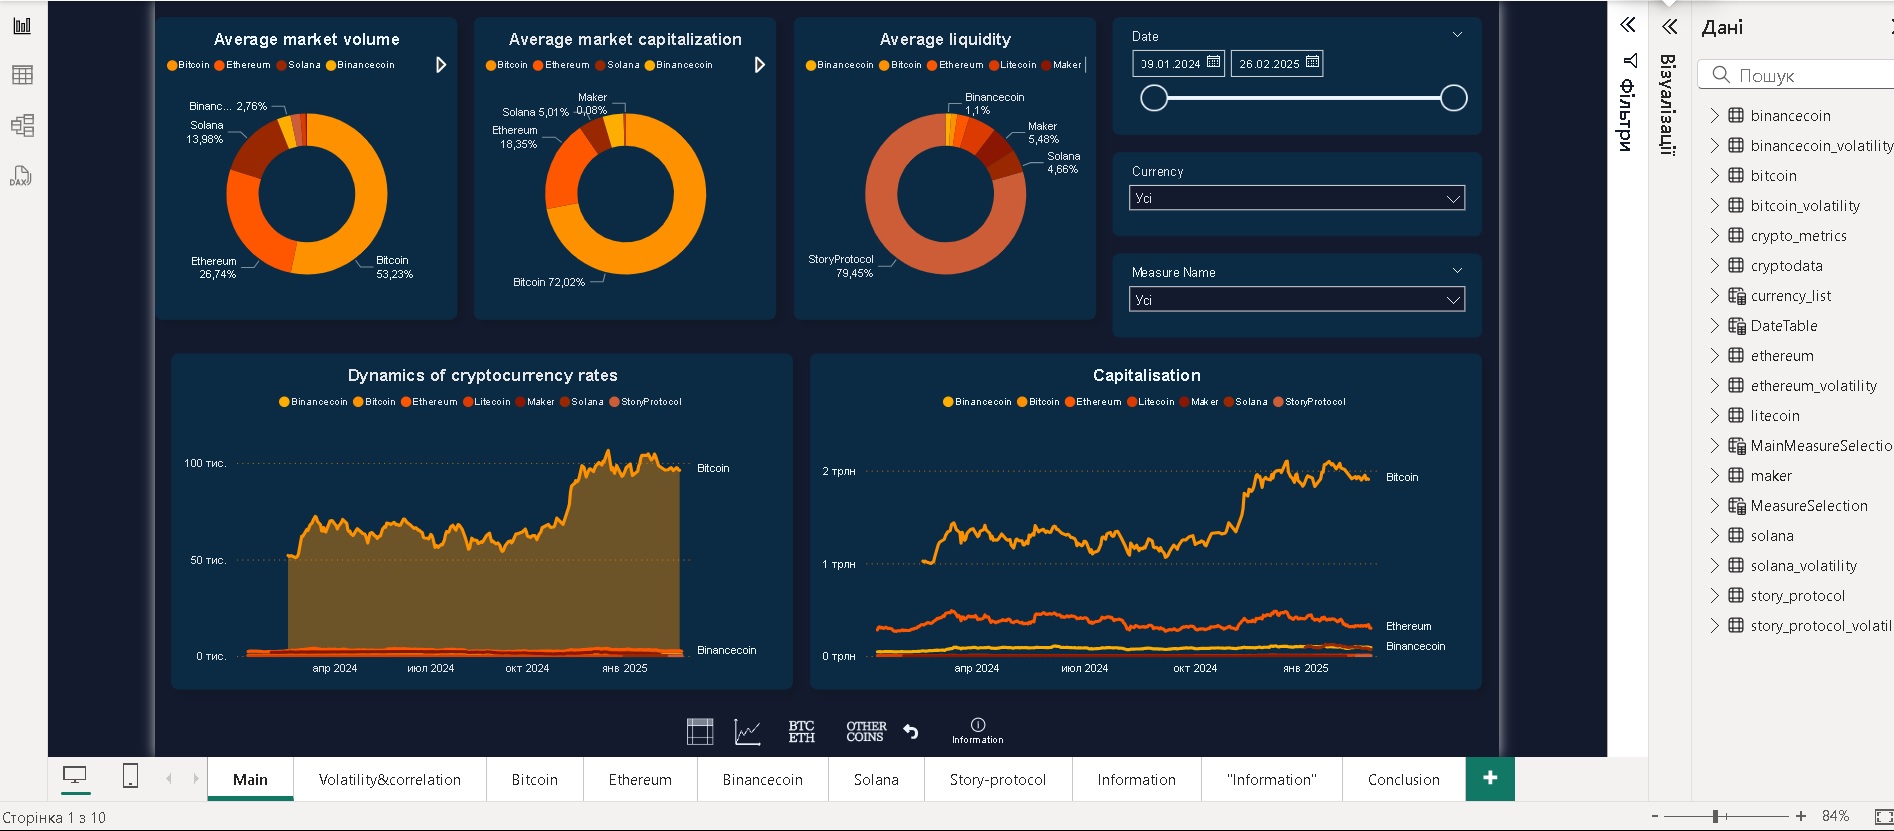 Average market volume
Bitcoin Ethereum Solana Binancecoin
Binanc... 2,76%
Solana
13,98%
Ethereum
26,74%
Bitcoin
53,23%
Average market capitalization
Bitcoin Ethereum Solana Binancecoin
Maker
0,08%
Solana 5,01%
Ethereum
18,35%
Bitcoin 72,02%
Average liquidity
Binancecoin Bitcoin Ethereum Litecoin Maker
Binancecoin
1,1%
Maker
5,48%
Solana
4,66%
StoryProtocol
79,45%
Date
09.01.2024 26.02.2025
Currency
Усі
Measure Name
Усі
Dynamics of cryptocurrency rates
Binancecoin Bitcoin Ethereum Litecoin Maker Solana StoryProtocol
100 тис.
50 тис.
0 тис.
Bitcoin
Binancecoin
апр 2024 июл 2024 окт 2024 янв 2025
Capitalisation
Binancecoin Bitcoin Ethereum Litecoin Maker Solana StoryProtocol
2 трлн
1 трлн
0 трлн
Bitcoin
Ethereum
Binancecoin
апр 2024 июл 2024 окт 2024 янв 2025
BTC
ETH
OTHER
COINS
Information
Фільтри
Візуалізації
Дані
Пошук
binancecoin
binancecoin_volatility
bitcoin
bitcoin_volatility
crypto_metrics
cryptodata
currency_list
DateTable
ethereum
ethereum_volatility
litecoin
MainMeasureSelectio
maker
MeasureSelection
solana
solana_volatility
story_protocol
story_protocol_volatil
DAX
Main Volatility&correlation Bitcoin Ethereum Binancecoin Solana Story-protocol Information "Information" Conclusion +
Сторінка 1 з 10
- + 84%